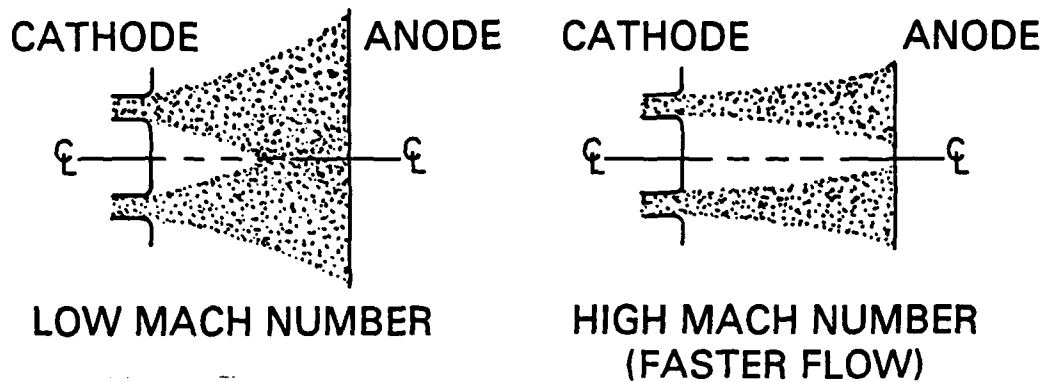 CATHODE ANODE
CATHODE ANODE
℄ ℄
℄ ℄
LOW MACH NUMBER
HIGH MACH NUMBER
(FASTER FLOW)